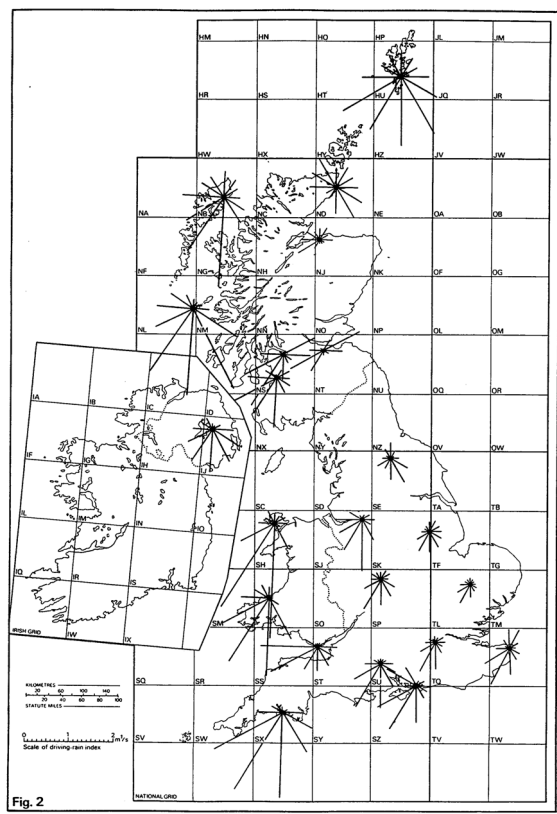 HM HN HO HP JL JM
HR HS HT HU JQ JR
HW HX HY HZ JV JW
NA NB NC ND NE OA OB
NF NG NH NJ NK OF OG
NL NM NN NO NP OL OM
NS NT NU OQ OR
IA IB IC ID
NX NY NZ OV OW
IF IG IH IJ
SC SD SE TA TB
IL IM IN IO
SH SJ SK TF TG
IQ IR IS
SM SO SP TL TM
IRISH GRID
IW IX
KILOMETRES
20 60 100 140
20 40 60 80 100
STATUTE MILES
SQ SR SS ST SU TQ
0 1 2 m²/s
Scale of driving-rain index
SV SW SX SY SZ TV TW
NATIONAL GRID
Fig. 2